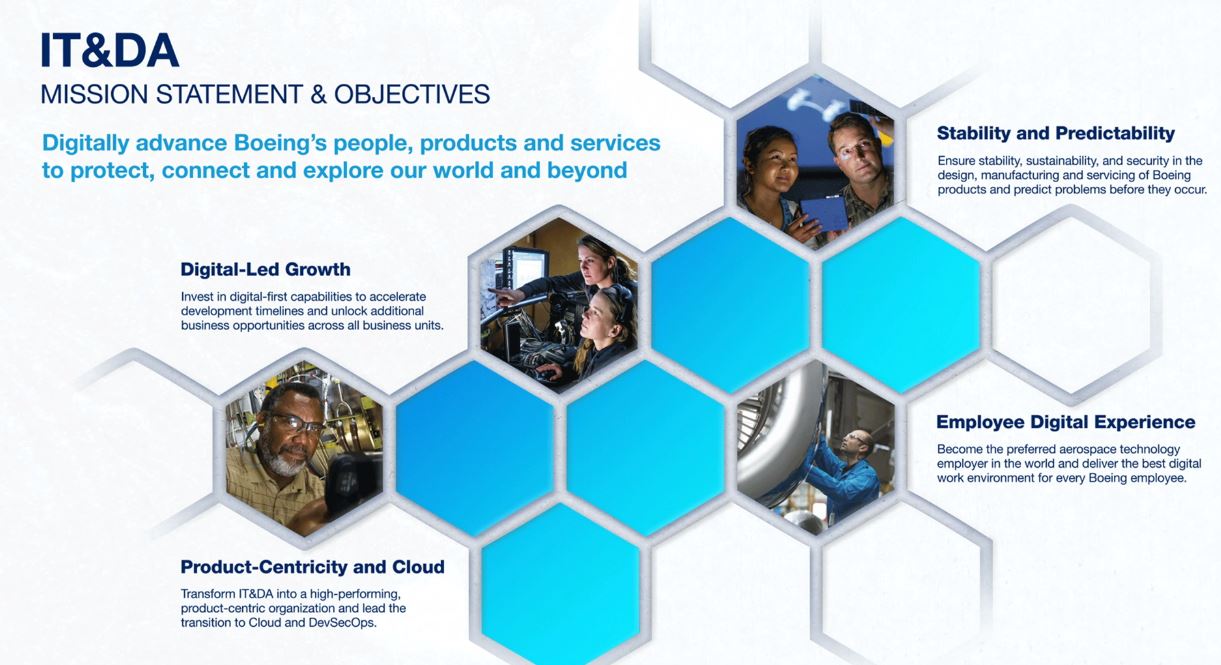 IT&DA
MISSION STATEMENT & OBJECTIVES
Digitally advance Boeing’s people, products and services
to protect, connect and explore our world and beyond
Stability and Predictability
Ensure stability, sustainability, and security in the
design, manufacturing and servicing of Boeing
products and predict problems before they occur.
Digital-Led Growth
Invest in digital-first capabilities to accelerate
development timelines and unlock additional
business opportunities across all business units.
Employee Digital Experience
Become the preferred aerospace technology
employer in the world and deliver the best digital
work environment for every Boeing employee.
Product-Centricity and Cloud
Transform IT&DA into a high-performing,
product-centric organization and lead the
transition to Cloud and DevSecOps.